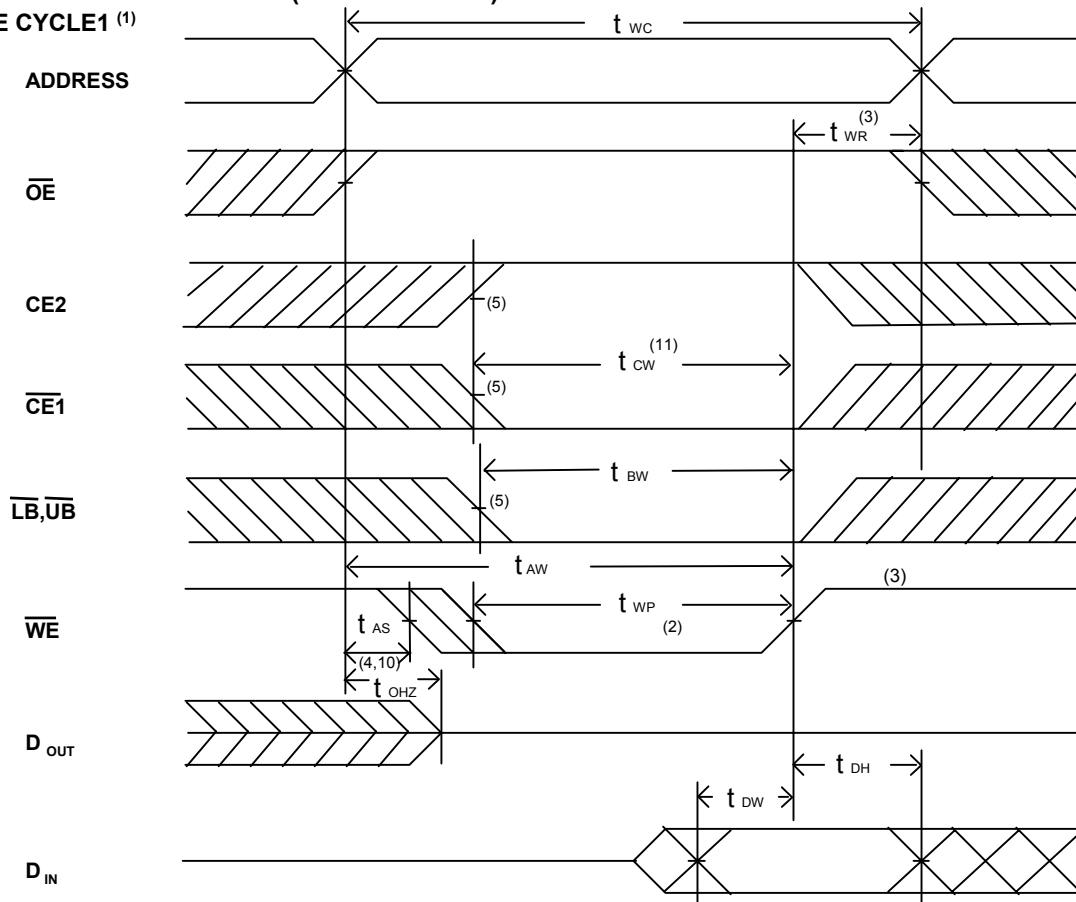 E CYCLE1 (1)
t WC
ADDRESS
t WR (3)
OE
CE2
(5)
t CW (11)
CE1
(5)
t BW
LB,UB
(5)
t AW
(3)
WE
t AS
t WP
(2)
(4,10)
t OHZ
D OUT
t DH
t DW
D IN